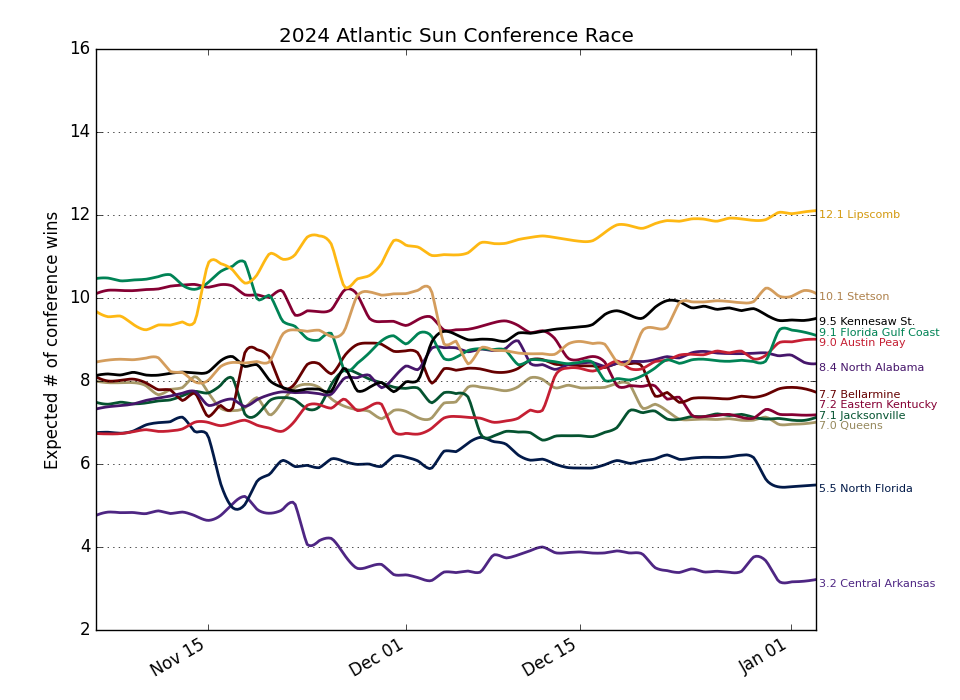 2024 Atlantic Sun Conference Race
Expected # of conference wins
16
14
12
10
8
6
4
2
Nov 15
Dec 01
Dec 15
Jan 01
12.1 Lipscomb
10.1 Stetson
9.5 Kennesaw St.
9.1 Florida Gulf Coast
9.0 Austin Peay
8.4 North Alabama
7.7 Bellarmine
7.2 Eastern Kentucky
7.1 Jacksonville
7.0 Queens
5.5 North Florida
3.2 Central Arkansas